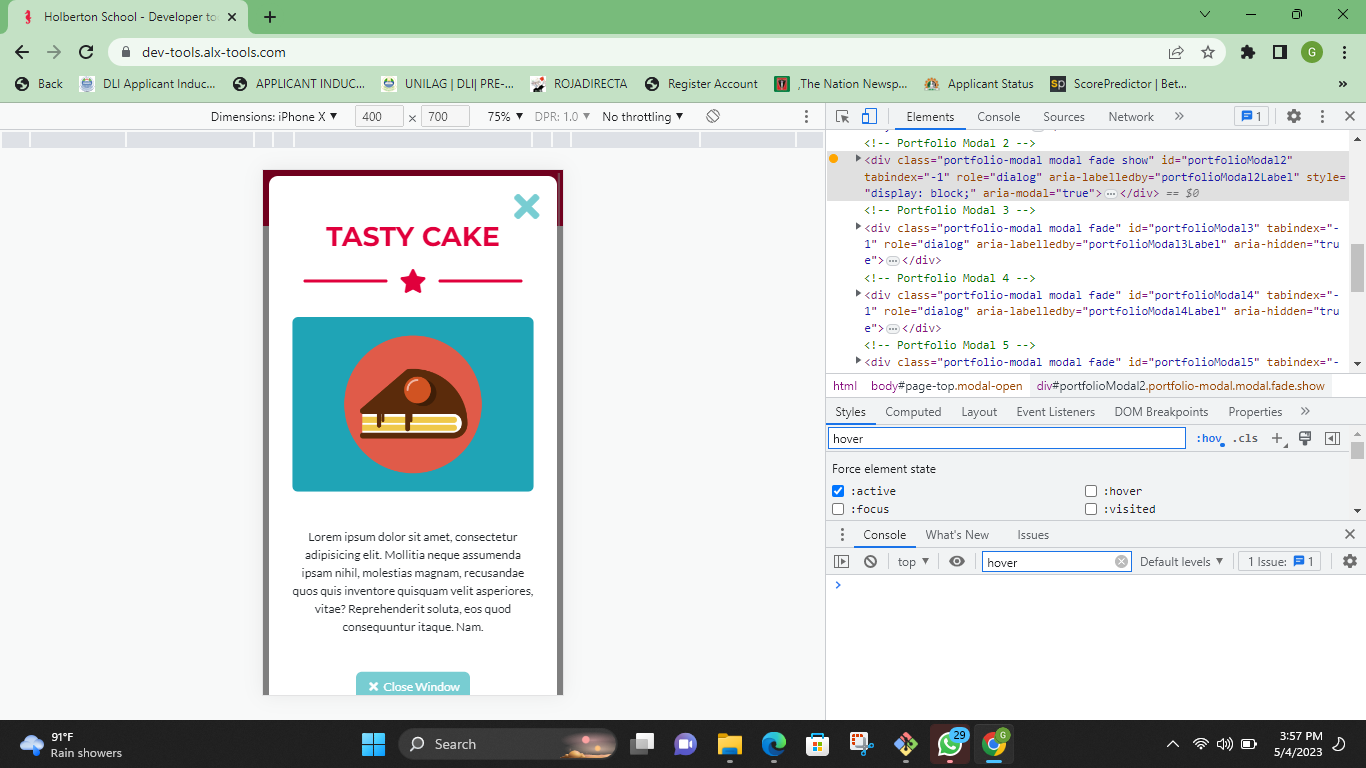 Holberton School - Developer to
dev-tools.alx-tools.com
G
Back
DLI Applicant Induc...
APPLICANT INDUC...
UNILAG | DLI| PRE-...
ROJADIRECTA
Register Account
,The Nation Newsp...
Applicant Status
sp ScorePredictor | Bet...
»
Dimensions: iPhone X ▼ 400 × 700 75% ▼ DPR: 1.0 ▼ No throttling ▼
Elements Console Sources Network » 1
TASTY CAKE
Lorem ipsum dolor sit amet, consectetur
adipisicing elit. Mollitia neque assumenda
ipsam nihil, molestias magnam, recusandae
quos quis inventore quisquam velit asperiores,
vitae? Reprehenderit soluta, eos quod
consequuntur itaque. Nam.
Close Window
<!-- Portfolio Modal 2 -->
<div class="portfolio-modal modal fade show" id="portfolioModal2"
tabindex="-1" role="dialog" aria-labelledby="portfolioModal2Label" style=
"display: block;" aria-modal="true">…</div> == $0
<!-- Portfolio Modal 3 -->
<div class="portfolio-modal modal fade" id="portfolioModal3" tabindex="-
1" role="dialog" aria-labelledby="portfolioModal3Label" aria-hidden="tru
e">…</div>
<!-- Portfolio Modal 4 -->
<div class="portfolio-modal modal fade" id="portfolioModal4" tabindex="-
1" role="dialog" aria-labelledby="portfolioModal4Label" aria-hidden="tru
e">…</div>
<!-- Portfolio Modal 5 -->
<div class="portfolio-modal modal fade" id="portfolioModal5" tabindex="-
html body#page-top.modal-open div#portfolioModal2.portfolio-modal.modal.fade.show
Styles Computed Layout Event Listeners DOM Breakpoints Properties »
hover :hov .cls +
Force element state
:active :hover
:focus :visited
Console What's New Issues
top ▼ hover Default levels ▼ 1 Issue: 1
91°F
Rain showers
Search
29
G
3:57 PM
5/4/2023